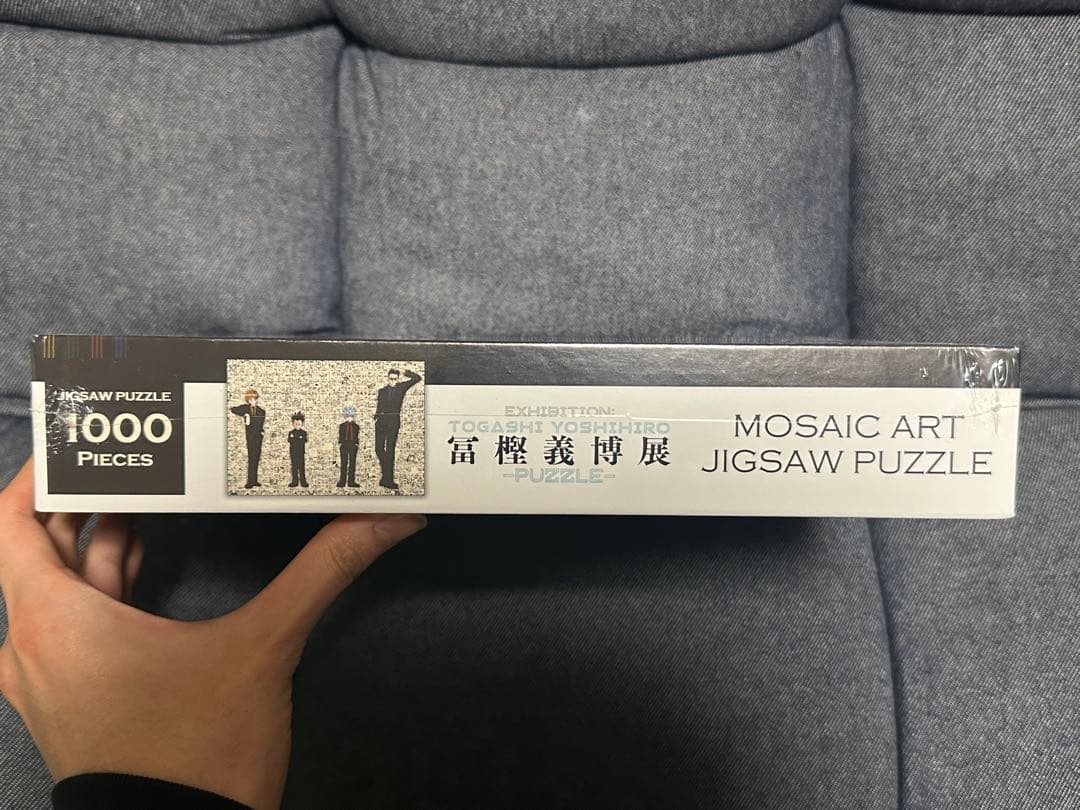 JIGSAW PUZZLE
1000
PIECES
EXHIBITION:
TOGASHI YOSHIHIRO
冨樫義博展
-PUZZLE-
MOSAIC ART
JIGSAW PUZZLE